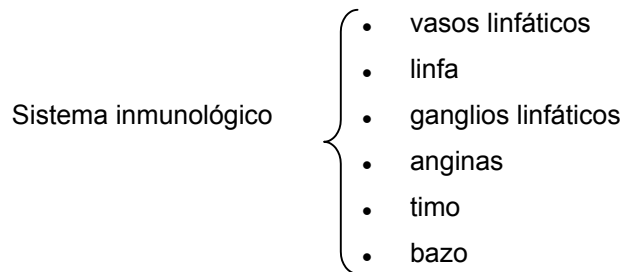 Sistema inmunológico
• vasos linfáticos
• linfa
• ganglios linfáticos
• anginas
• timo
• bazo